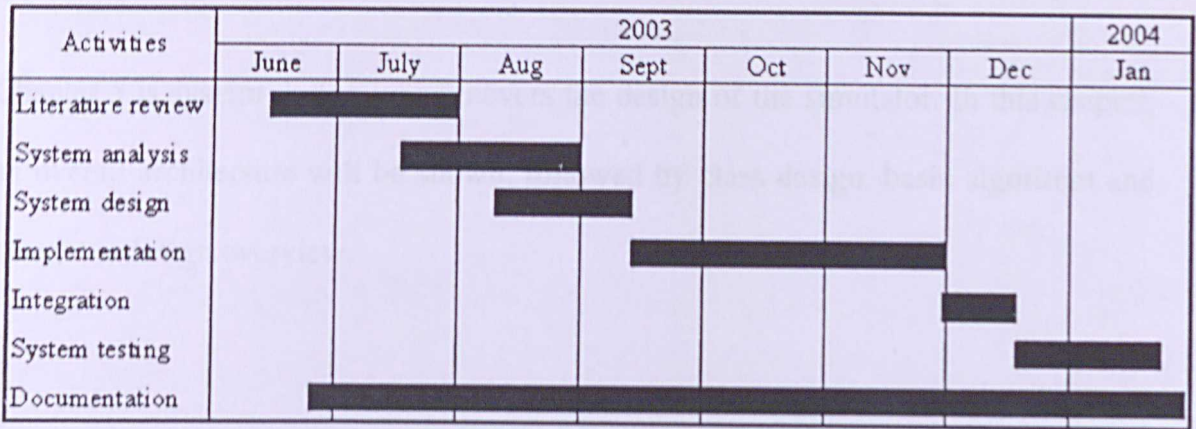 Activities 2003 2004
June July Aug Sept Oct Nov Dec Jan
Literature review
System analysis
System design
Implementation
Integration
System testing
Documentation